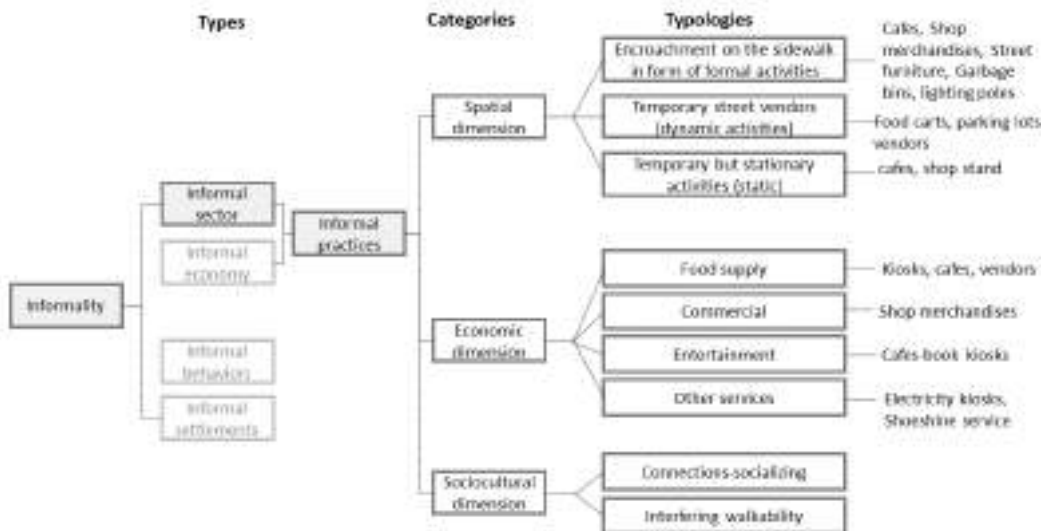 Types
Categories
Typologies
Encroachment on the sidewalk
in form of formal activities
Cafes, Shop
merchandises, Street
furniture, Garbage
bins, lighting poles
Spatial
dimension
Temporary street vendors
(dynamic activities)
Food carts, parking lots
vendors
Temporary but stationary
activities (static)
cafes, shop stand
Informal
sector
Informal
economy
Informal
practices
Informality
Informal
behaviors
Informal
settlements
Food supply
Kiosks, cafes, vendors
Commercial
Shop merchandises
Economic
dimension
Entertainment
Cafes-book kiosks
Other services
Electricity kiosks,
Shoeshine service
Sociocultural
dimension
Connections-socializing
Interfering walkability